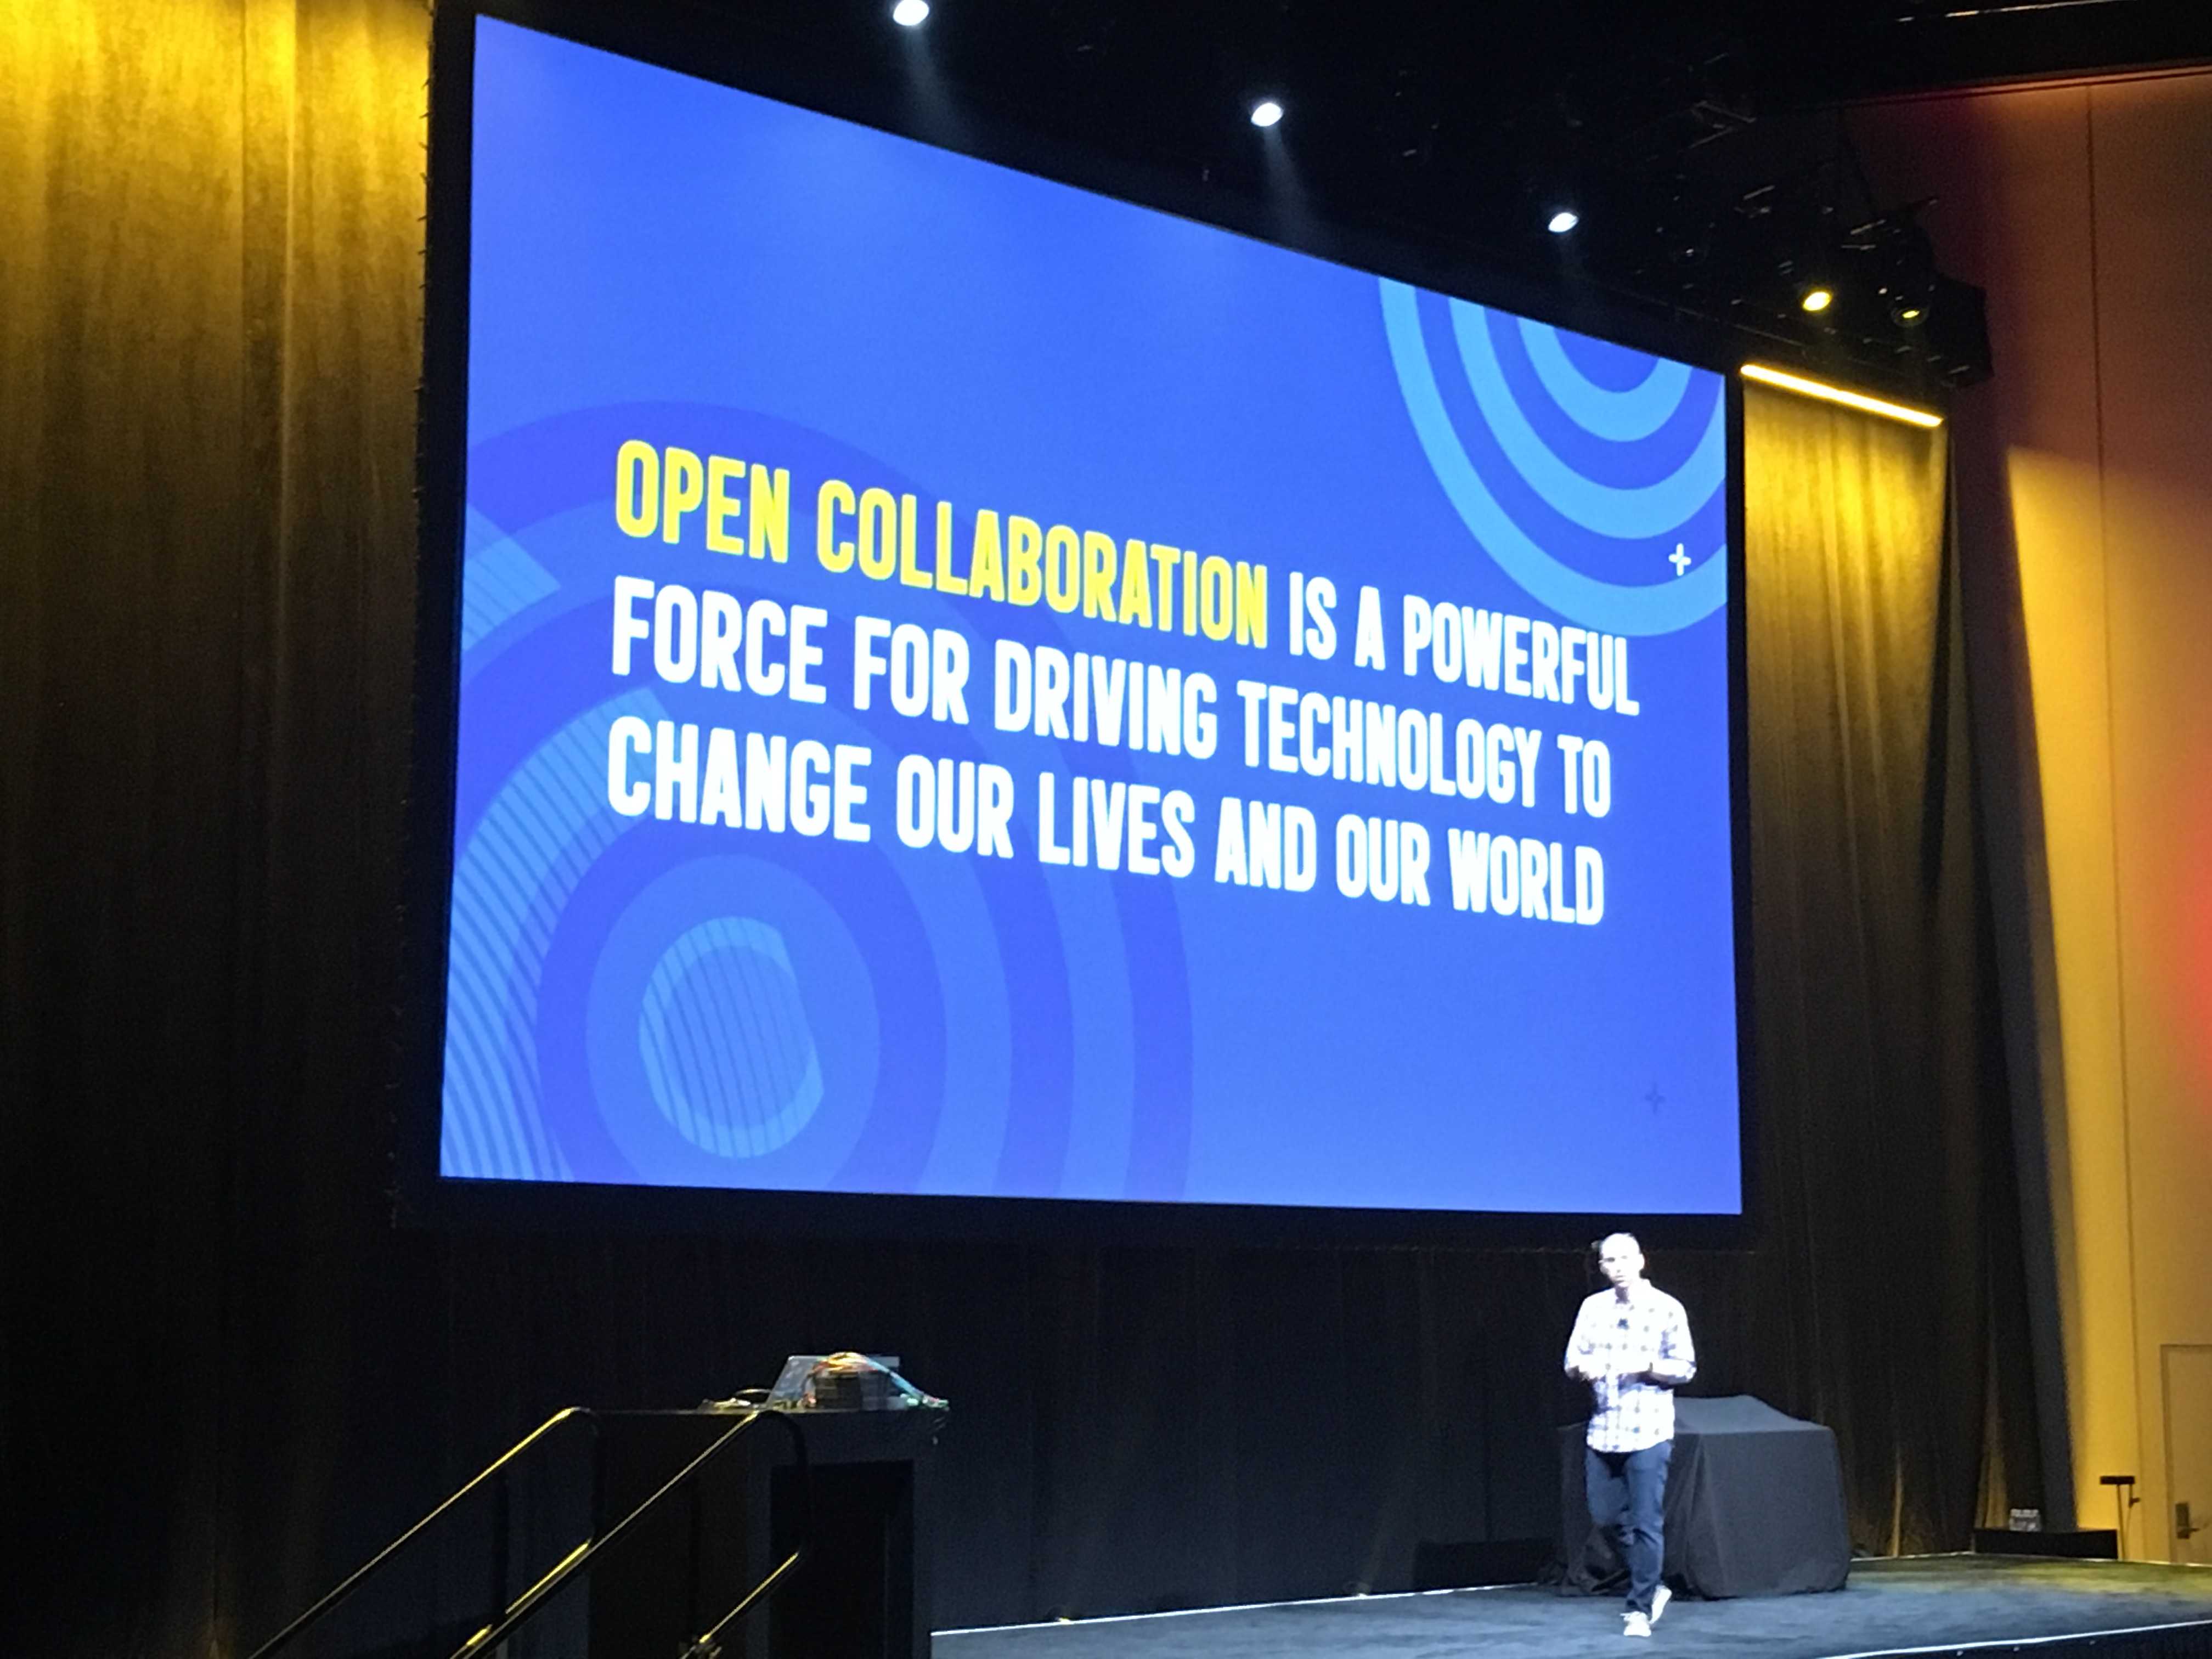 OPEN COLLABORATION IS A POWERFUL
FORCE FOR DRIVING TECHNOLOGY TO
CHANGE OUR LIVES AND OUR WORLD